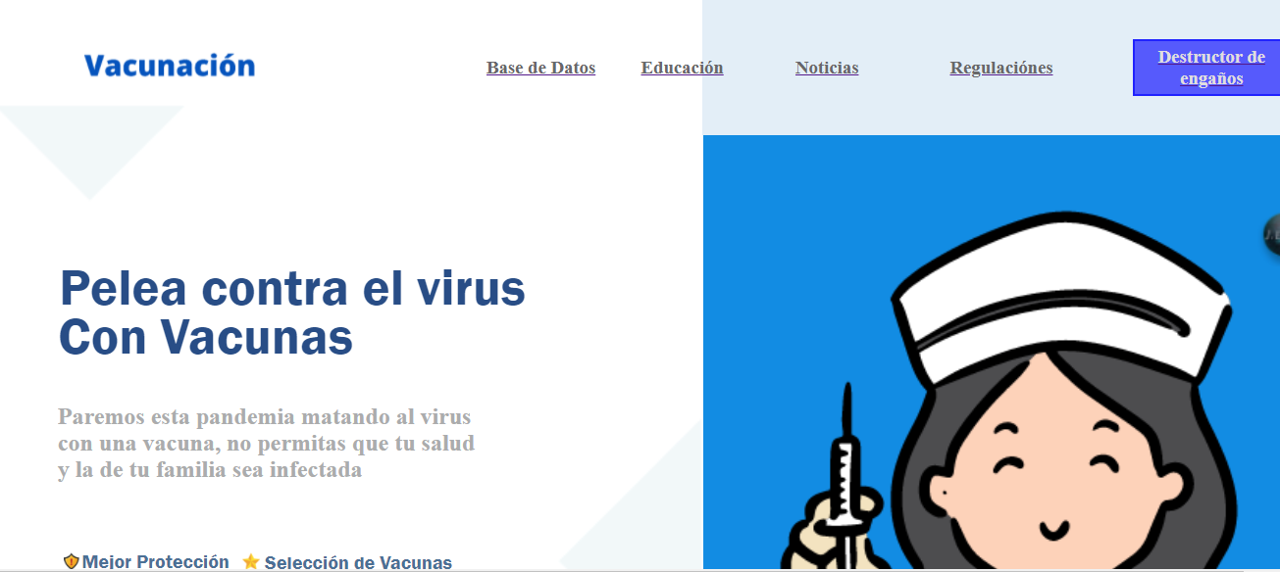 Vacunación
Base de Datos
Educación
Noticias
Regulaciónes
Destructor de
engaños
Pelea contra el virus
Con Vacunas
Paremos esta pandemia matando al virus
con una vacuna, no permitas que tu salud
y la de tu familia sea infectada
Mejor Protección
Selección de Vacunas